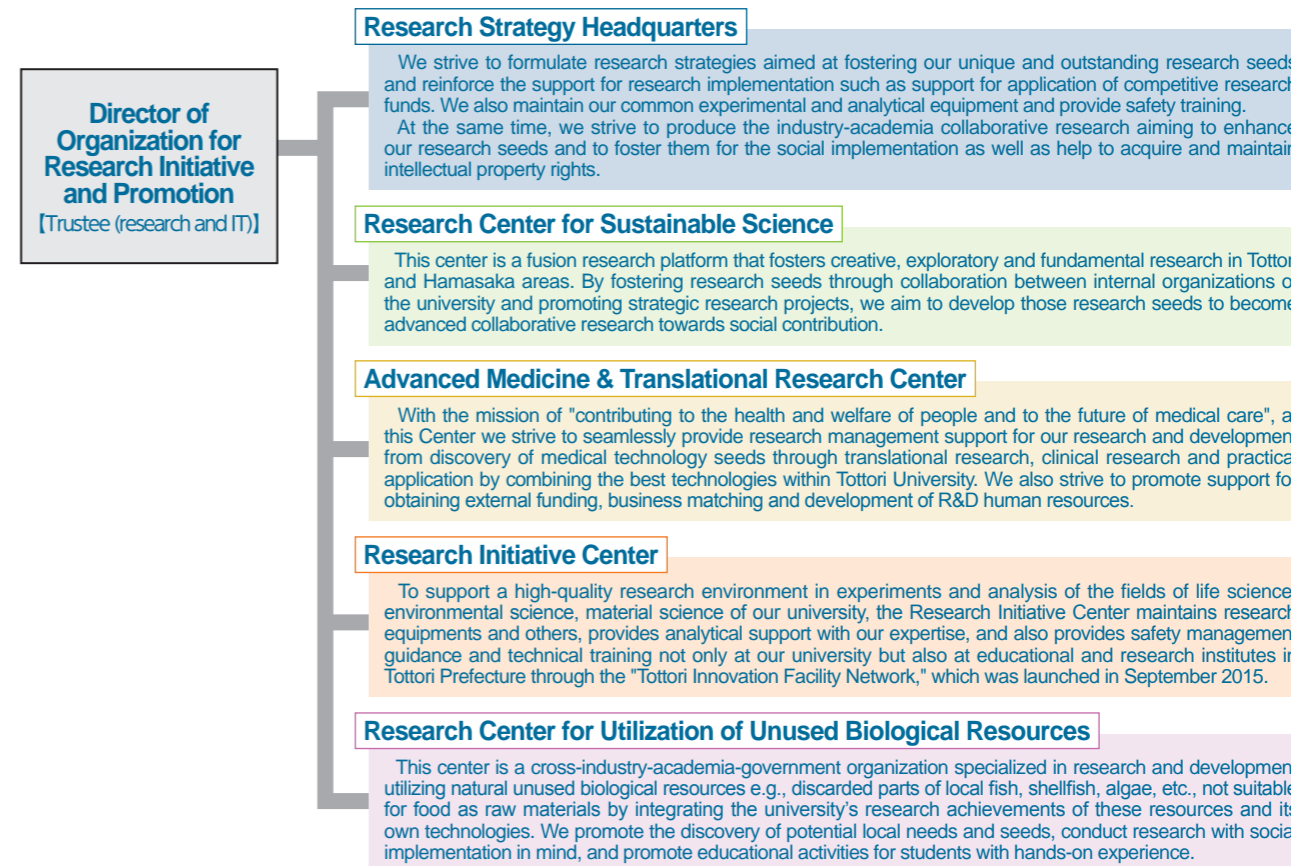 Director of
Organization for
Research Initiative
and Promotion
【Trustee (research and IT)】
Research Strategy Headquarters
We strive to formulate research strategies aimed at fostering our unique and outstanding research seeds
and reinforce the support for research implementation such as support for application of competitive research
funds. We also maintain our common experimental and analytical equipment and provide safety training.
At the same time, we strive to produce the industry-academia collaborative research aiming to enhance
our research seeds and to foster them for the social implementation as well as help to acquire and maintain
intellectual property rights.
Research Center for Sustainable Science
This center is a fusion research platform that fosters creative, exploratory and fundamental research in Tottor
and Hamasaka areas. By fostering research seeds through collaboration between internal organizations o
the university and promoting strategic research projects, we aim to develop those research seeds to become
advanced collaborative research towards social contribution.
Advanced Medicine & Translational Research Center
With the mission of "contributing to the health and welfare of people and to the future of medical care", a
this Center we strive to seamlessly provide research management support for our research and developmen
from discovery of medical technology seeds through translational research, clinical research and practica
application by combining the best technologies within Tottori University. We also strive to promote support fo
obtaining external funding, business matching and development of R&D human resources.
Research Initiative Center
To support a high-quality research environment in experiments and analysis of the fields of life science
environmental science, material science of our university, the Research Initiative Center maintains research
equipments and others, provides analytical support with our expertise, and also provides safety managemen
guidance and technical training not only at our university but also at educational and research institutes in
Tottori Prefecture through the "Tottori Innovation Facility Network," which was launched in September 2015.
Research Center for Utilization of Unused Biological Resources
This center is a cross-industry-academia-government organization specialized in research and developmen
utilizing natural unused biological resources e.g., discarded parts of local fish, shellfish, algae, etc., not suitable
for food as raw materials by integrating the university's research achievements of these resources and its
own technologies. We promote the discovery of potential local needs and seeds, conduct research with social
implementation in mind, and promote educational activities for students with hands-on experience.